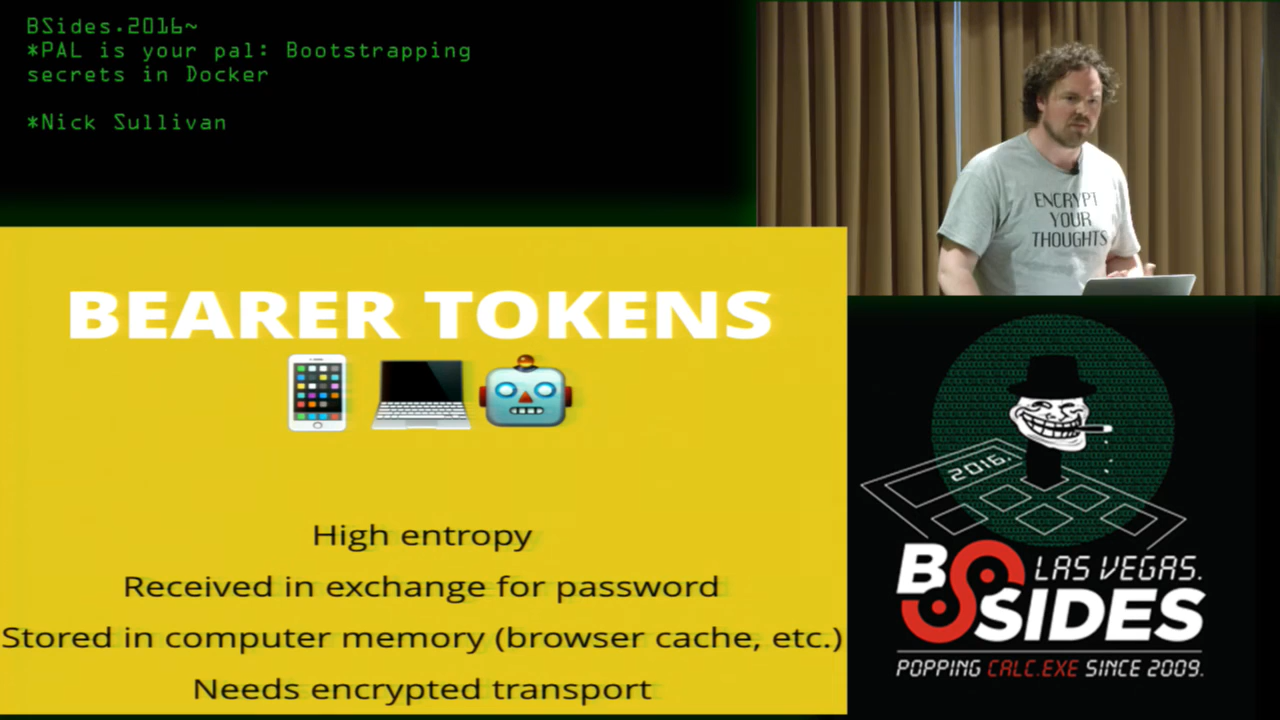 BSides.2016~
*PAL is your pal: Bootstrapping
secrets in Docker
*Nick Sullivan
ENCRYPT
YOUR
THOUGHTS
BEARER TOKENS
High entropy
Received in exchange for password
Stored in computer memory (browser cache, etc.)
Needs encrypted transport
2016.
BSIDES
LAS VEGAS.
POPPING CALC.EXE SINCE 2009.